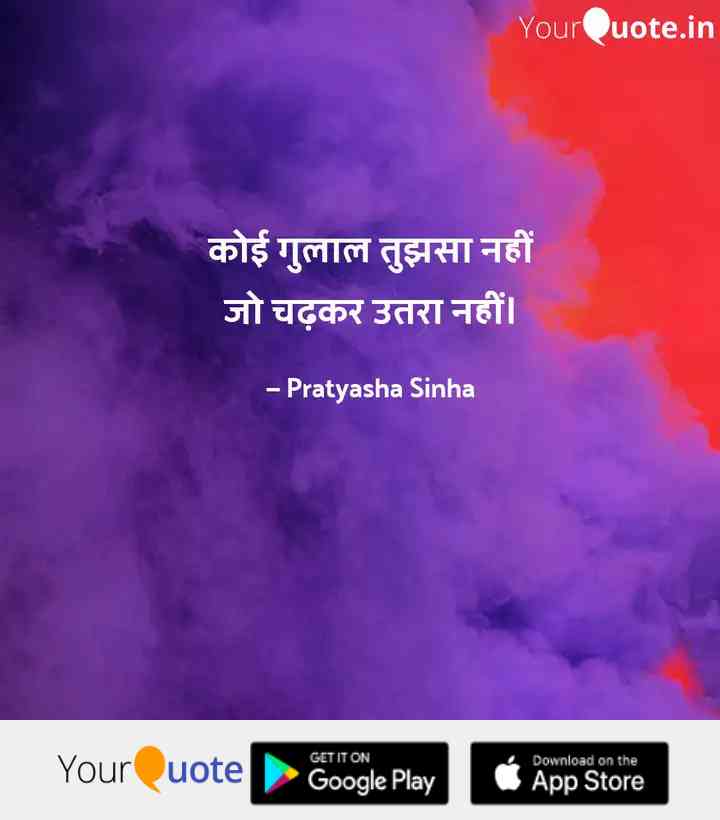 YourQuote.in
कोई गुलाल तुझसा नहीं
जो चढ़कर उतरा नहीं।
– Pratyasha Sinha
YourQuote
GET IT ON
Google Play
Download on the
App Store